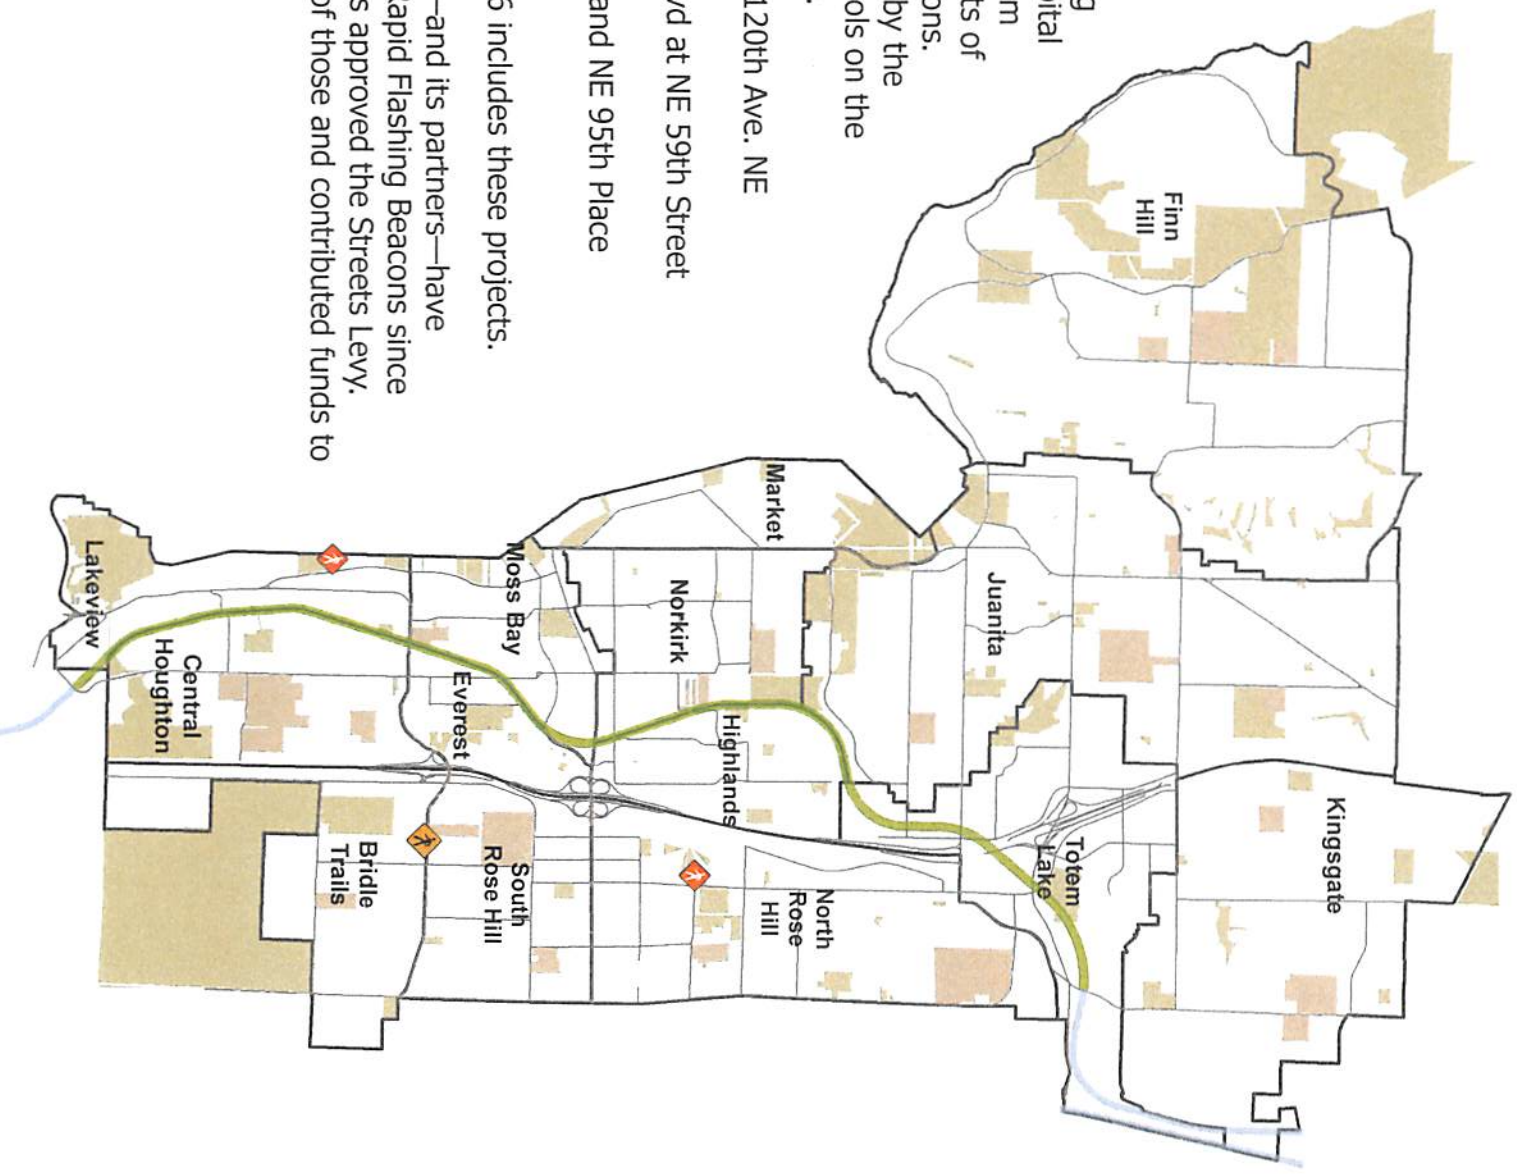 g
pital
m
ts of
ons.
by the
ols on the
.
120th Ave. NE
vd at NE 59th Street
and NE 95th Place
6 includes these projects.
—and its partners—have
Rapid Flashing Beacons since
s approved the Streets Levy.
of those and contributed funds to
Finn
Hill
Kingsgate
Juanita
Totem
Lake
Market
Norkirk
Highlands
North
Rose
Hill
Moss Bay
Everest
South
Rose Hill
Central
Houghton
Bridle
Trails
Lakeview